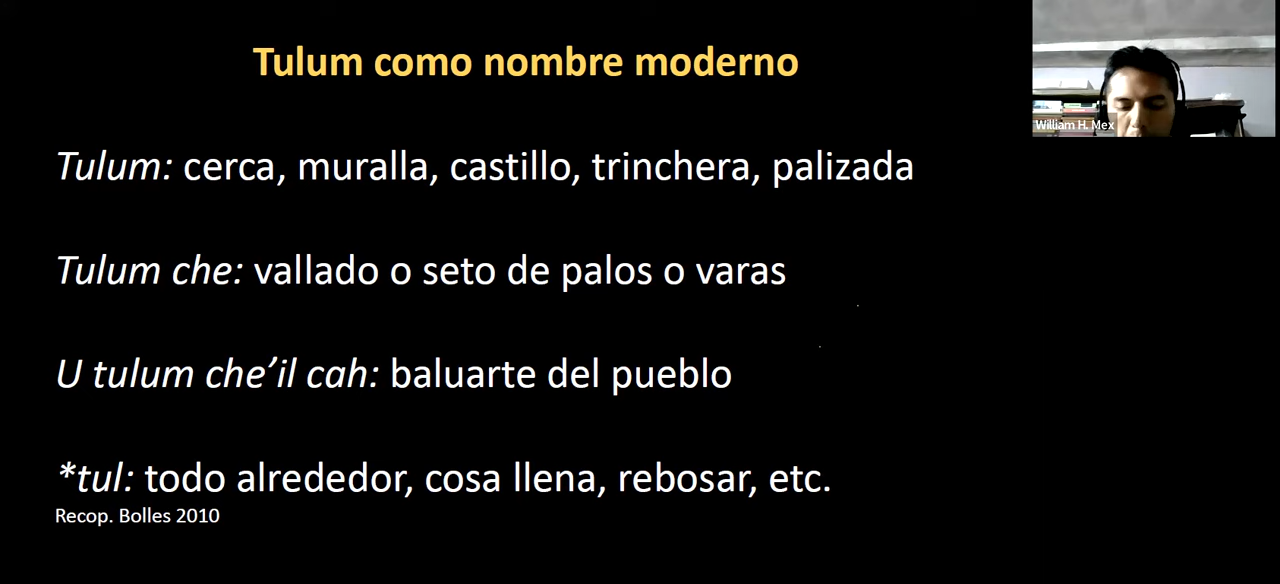 Tulum como nombre moderno
William H. Mex
Tulum: cerca, muralla, castillo, trinchera, palizada
Tulum che: vallado o seto de palos o varas
U tulum che’il cah: baluarte del pueblo
*tul: todo alrededor, cosa llena, rebosar, etc.
Recop. Bolles 2010